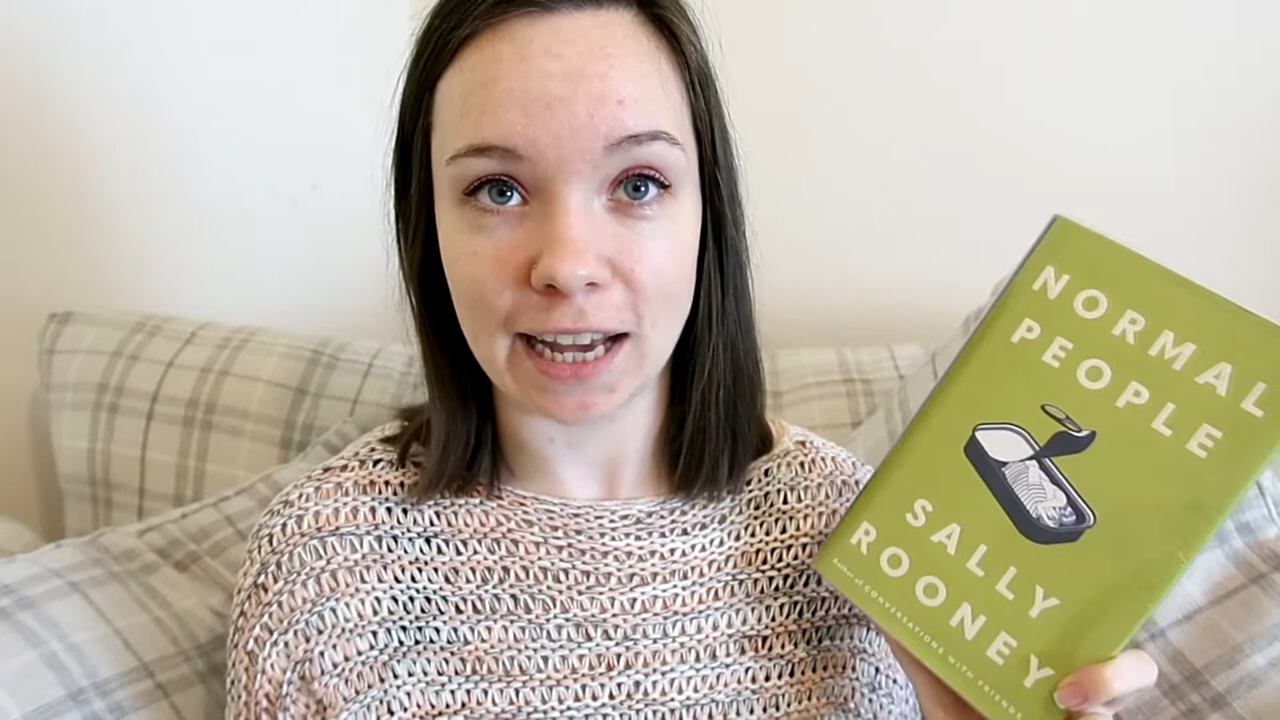 NORMAL
PEOPLE
SALLY
ROONEY
Author of CONVERSATIONS WITH FRIENDS